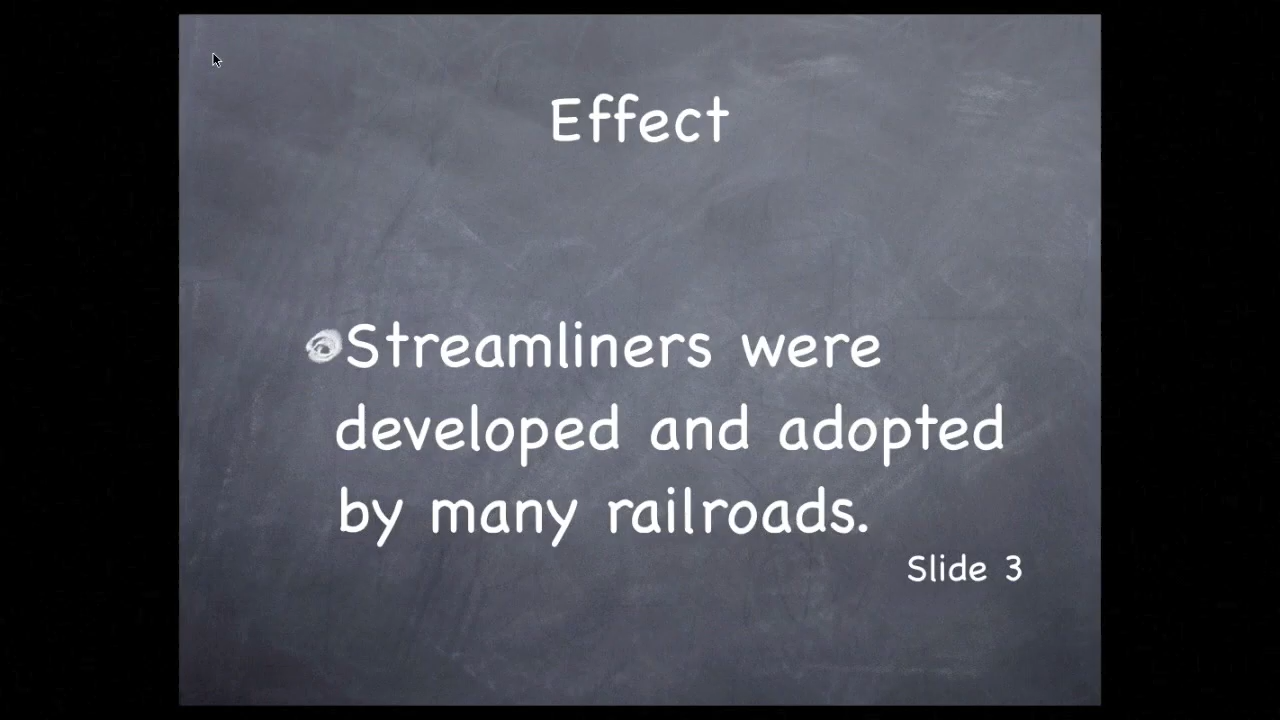 Effect
Streamliners were
developed and adopted
by many railroads.
Slide 3